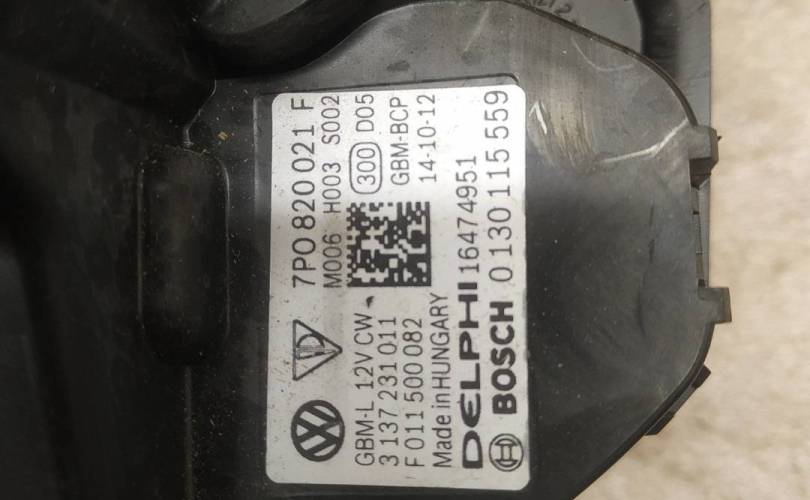 7P0 820 021 F
M006 H003 S002
GBM-L 12V CW 300 D05
3 137 231 011 GBM-BCP
F 011 500 082 14-10-12
Made in HUNGARY
DELPHI 16474951
BOSCH 0 130 115 559